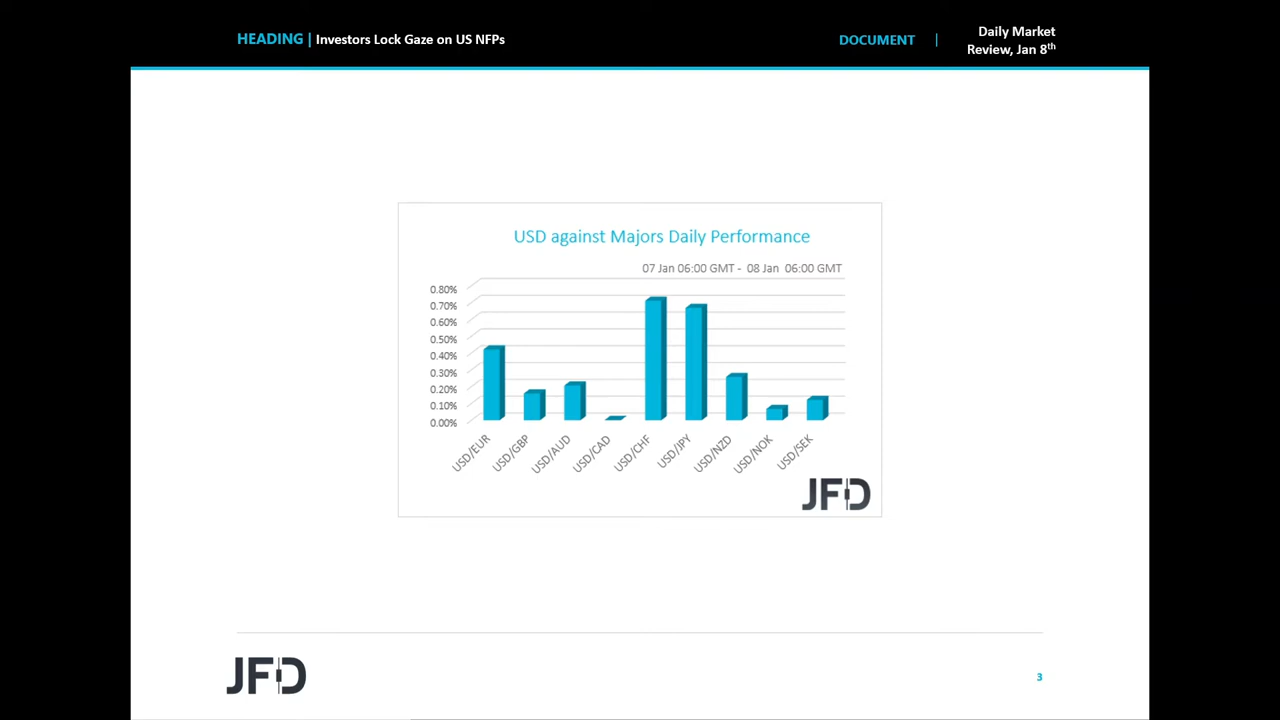 HEADING | Investors Lock Gaze on US NFPs
DOCUMENT |
Daily Market
Review, Jan 8th
USD against Majors Daily Performance
07 Jan 06:00 GMT - 08 Jan 06:00 GMT
0.80%
0.70%
0.60%
0.50%
0.40%
0.30%
0.20%
0.10%
0.00%
USD/EUR
USD/GBP
USD/AUD
USD/CAD
USD/CHF
USD/JPY
USD/NZD
USD/NOK
USD/SEK
JFD
JFD
3